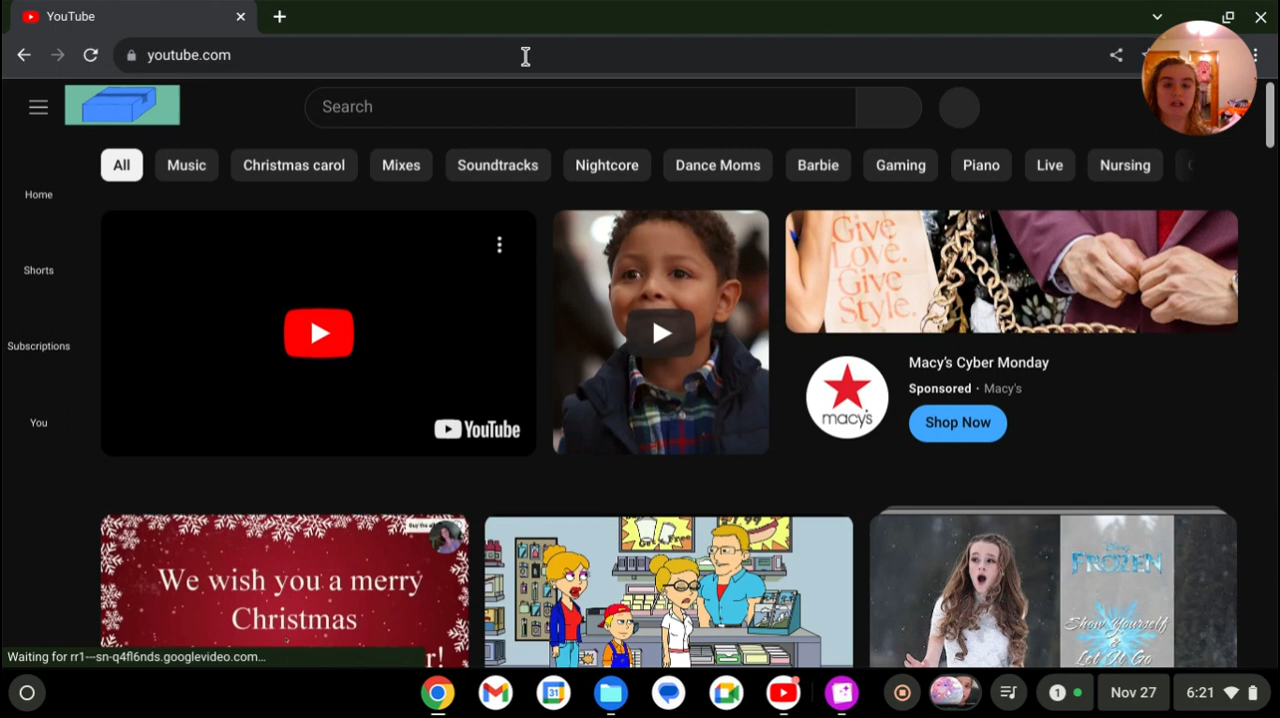 YouTube
youtube.com
Search
All
Music
Christmas carol
Mixes
Soundtracks
Nightcore
Dance Moms
Barbie
Gaming
Piano
Live
Nursing
Home
Shorts
Subscriptions
You
YouTube
Give
Love.
Give
Style.
macy's
Macy's Cyber Monday
Sponsored · Macy's
Shop Now
We wish you a merry
Christmas
FROZEN
Show Yourself
&
Let It Go
Waiting for rr1---sn-q4fl6nds.googlevideo.com...
31
1
Nov 27
6:21